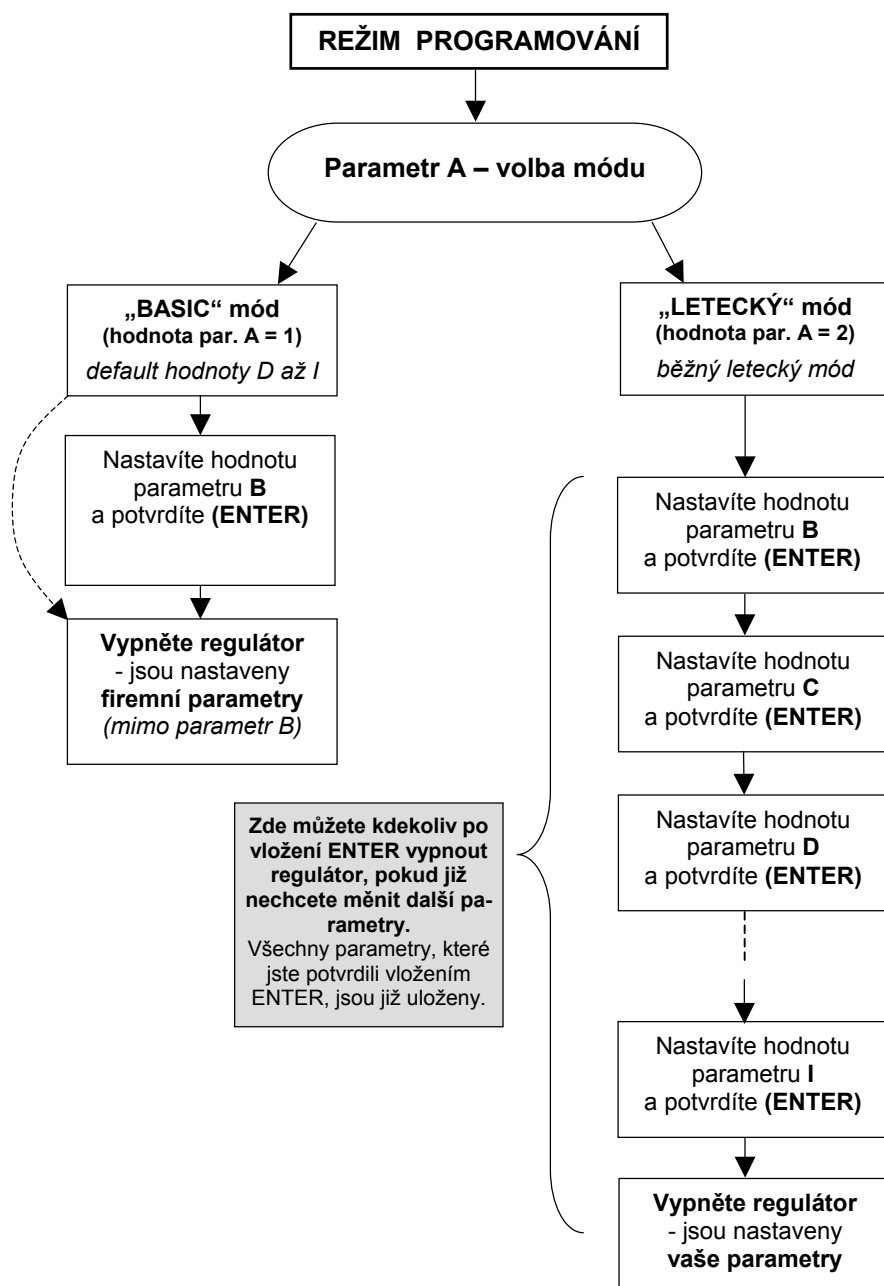 REŽIM PROGRAMOVÁNÍ
Parametr A – volba módu
„BASIC“ mód
(hodnota par. A = 1)
default hodnoty D až I
Nastavíte hodnotu
parametru B
a potvrdíte (ENTER)
Vypněte regulátor
- jsou nastaveny
firemní parametry
(mimo parametr B)
„LETECKÝ“ mód
(hodnota par. A = 2)
běžný letecký mód
Nastavíte hodnotu
parametru B
a potvrdíte (ENTER)
Nastavíte hodnotu
parametru C
a potvrdíte (ENTER)
Nastavíte hodnotu
parametru D
a potvrdíte (ENTER)
Zde můžete kdekoliv po
vložení ENTER vypnout
regulátor, pokud již
nechcete měnit další pa-
rametry.
Všechny parametry, které
jste potvrdili vložením
ENTER, jsou již uloženy.
Nastavíte hodnotu
parametru I
a potvrdíte (ENTER)
Vypněte regulátor
- jsou nastaveny
vaše parametry